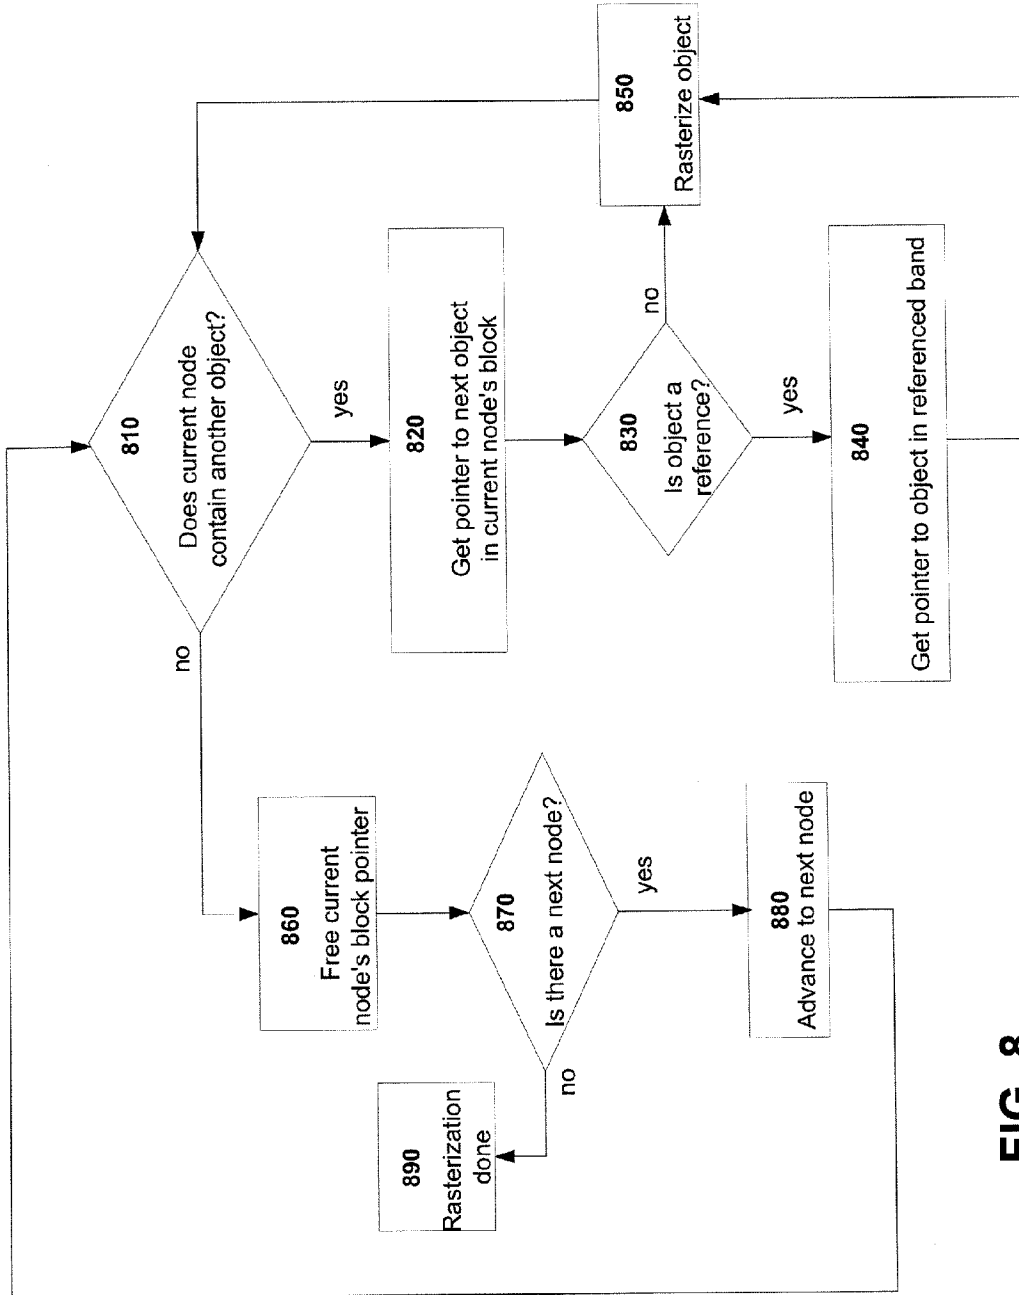 810
Does current node
contain another object?
no
yes
820
Get pointer to next object
in current node's block
830
Is object a
reference?
no
yes
840
Get pointer to object in referenced band
850
Rasterize object
860
Free current
node's block pointer
870
Is there a next node?
no
yes
880
Advance to next node
890
Rasterization
done
FIG. 8